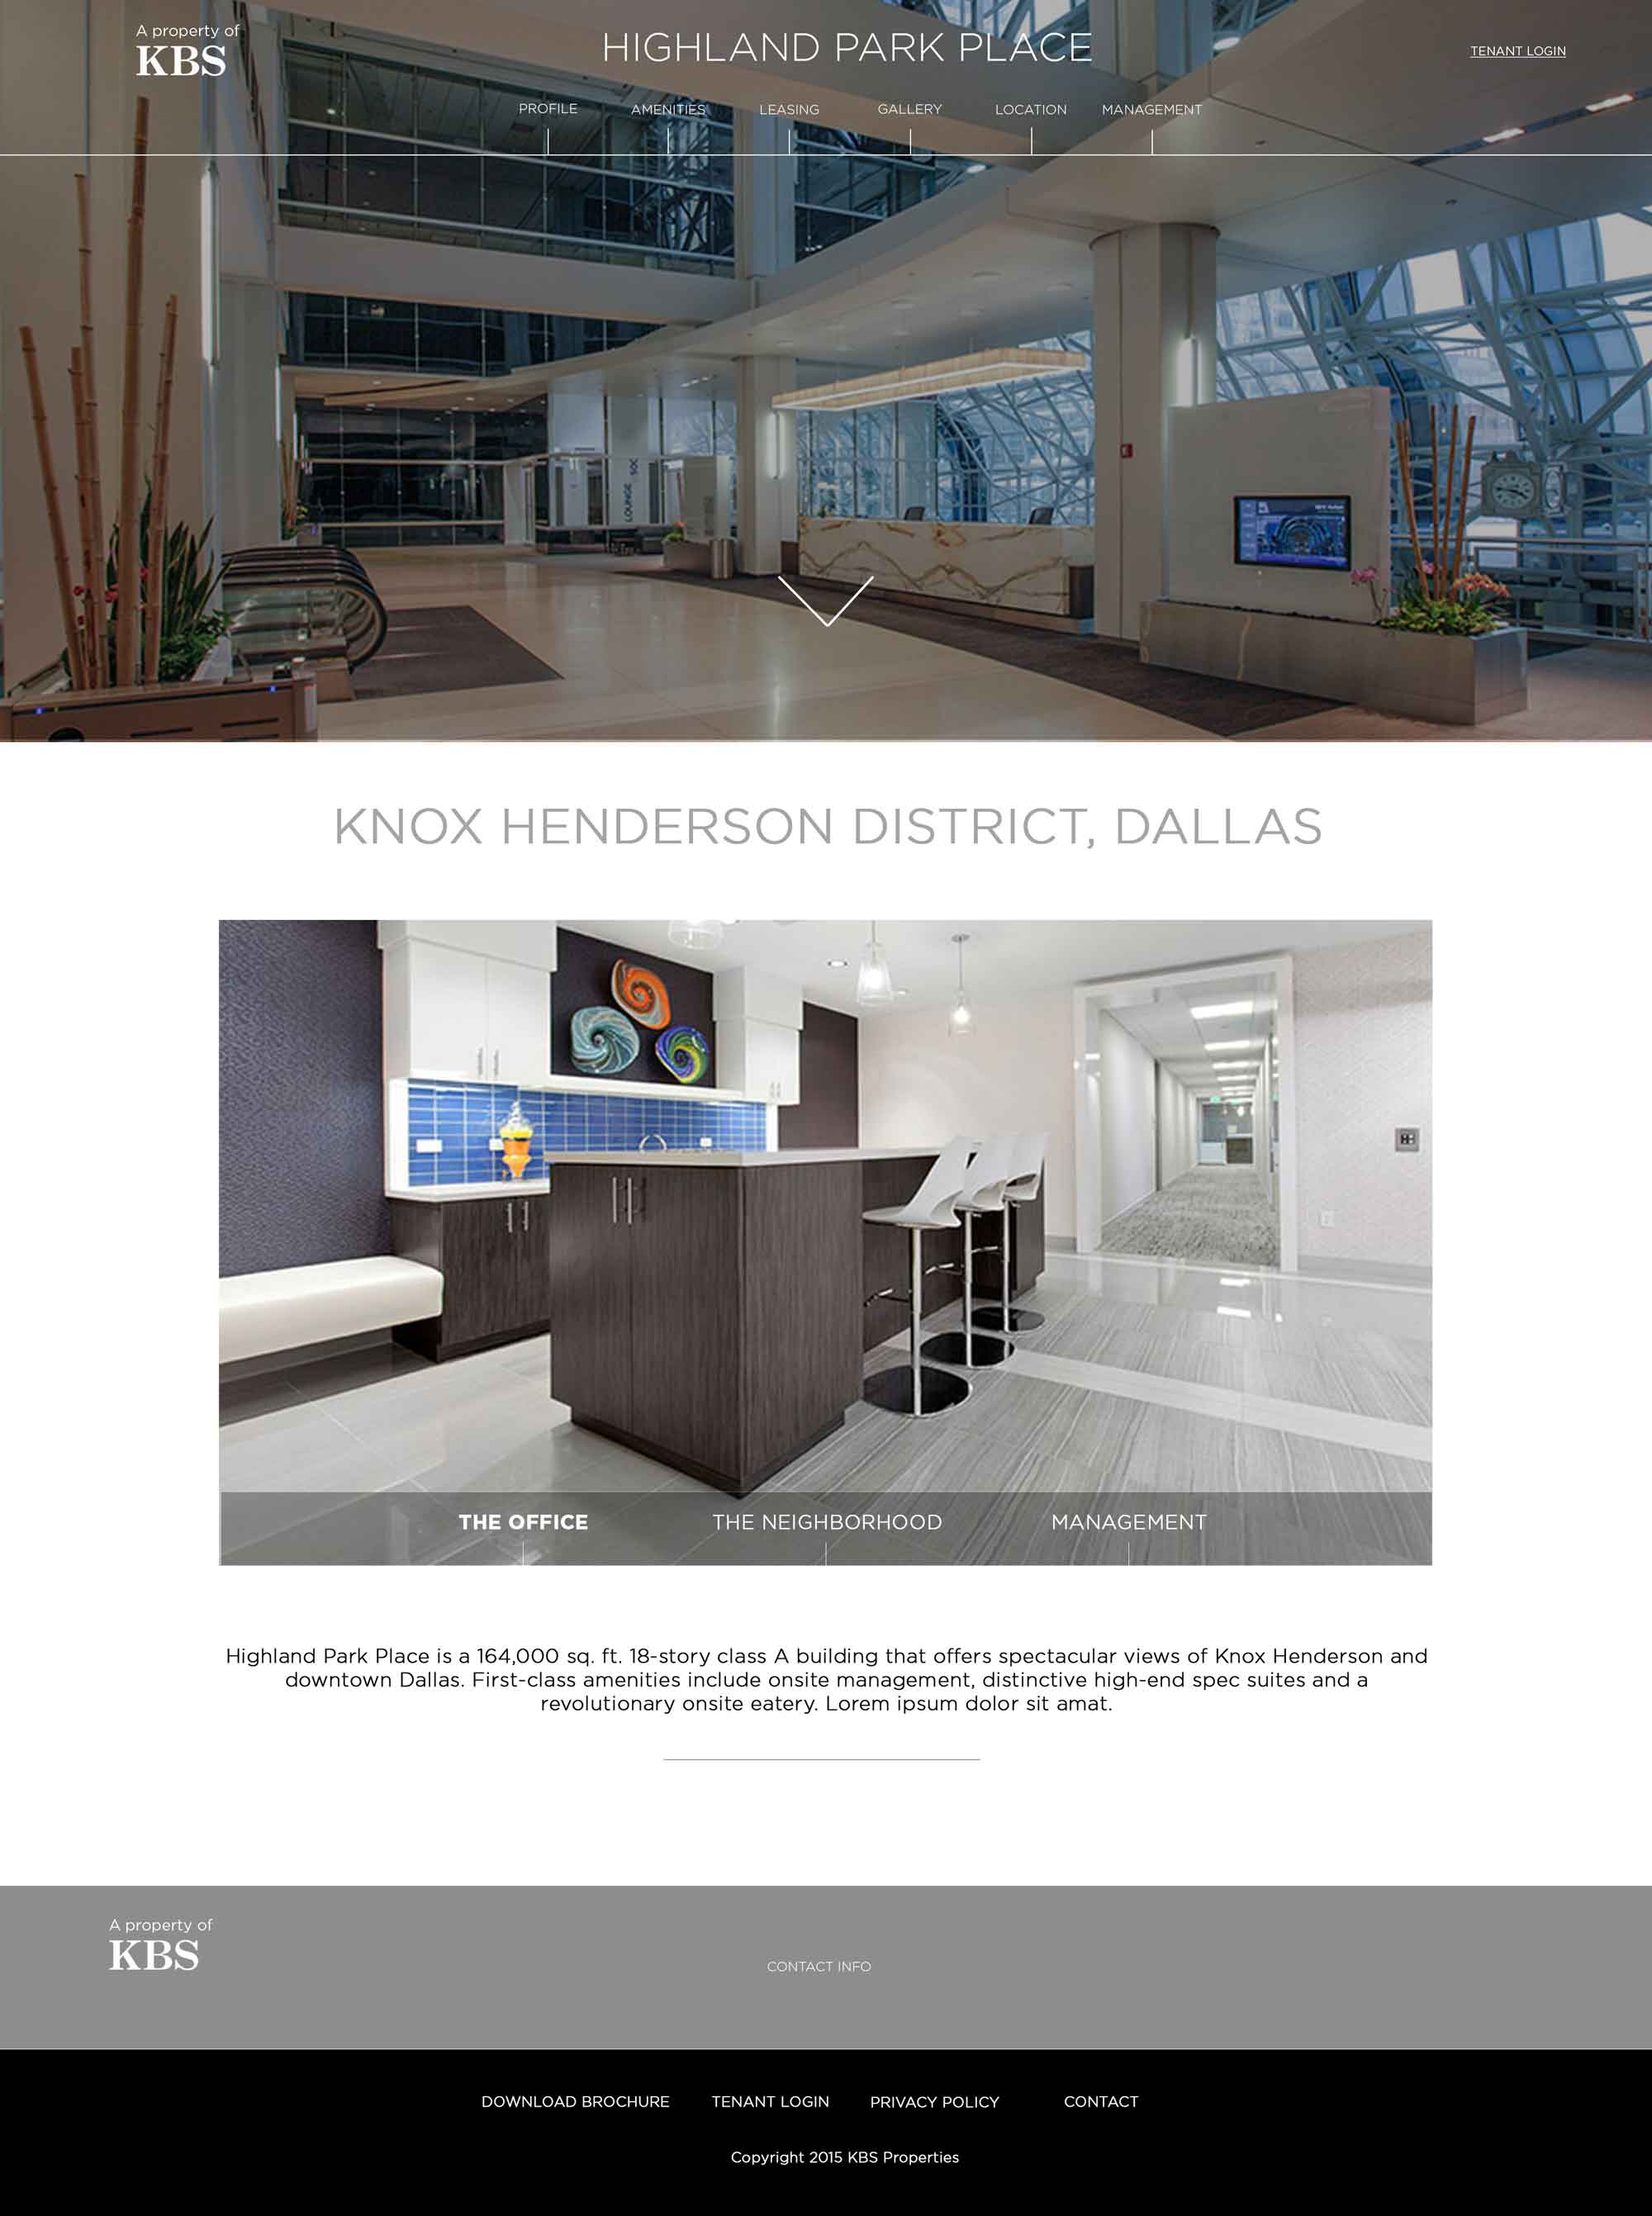 A property of
KBS
HIGHLAND PARK PLACE
TENANT LOGIN
PROFILE AMENITIES LEASING GALLERY LOCATION MANAGEMENT
LOUNGE
KNOX HENDERSON DISTRICT, DALLAS
THE OFFICE THE NEIGHBORHOOD MANAGEMENT
Highland Park Place is a 164,000 sq. ft. 18-story class A building that offers spectacular views of Knox Henderson and
downtown Dallas. First-class amenities include onsite management, distinctive high-end spec suites and a
revolutionary onsite eatery. Lorem ipsum dolor sit amat.
A property of
KBS
CONTACT INFO
DOWNLOAD BROCHURE TENANT LOGIN PRIVACY POLICY CONTACT
Copyright 2015 KBS Properties